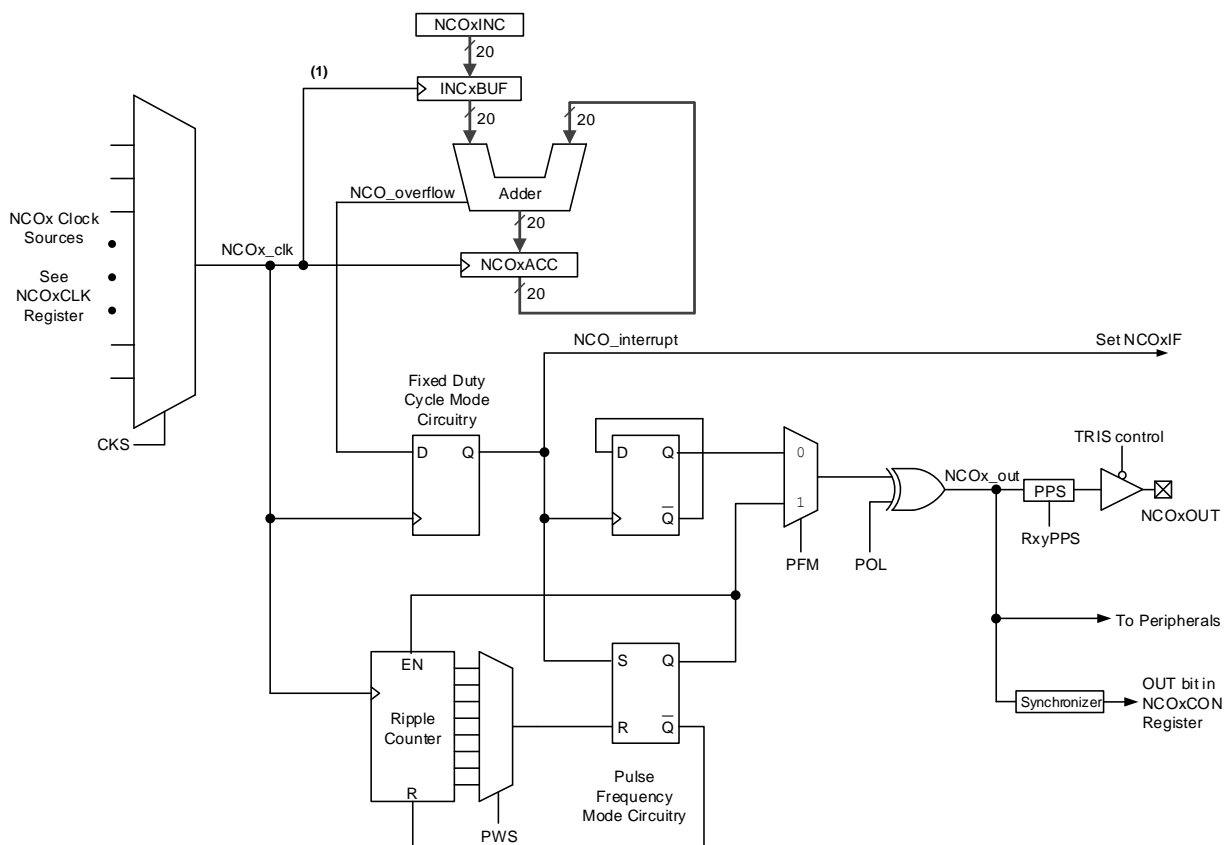 NCOxINC
20
(1)
INCxBUF
20
20
Adder
NCO_overflow
20
NCOx Clock
Sources
See
NCOxCLK
Register
NCOx_clk
NCOxACC
20
NCO_interrupt
Set NCOxIF
Fixed Duty
Cycle Mode
Circuitry
CKS
D
Q
D
Q
Q
0
1
PFM
POL
NCOx_out
TRIS control
PPS
RxyPPS
NCOxOUT
To Peripherals
EN
Ripple
Counter
R
S
Q
R
Q
PWS
Pulse
Frequency
Mode Circuitry
Synchronizer
OUT bit in
NCOxCON
Register